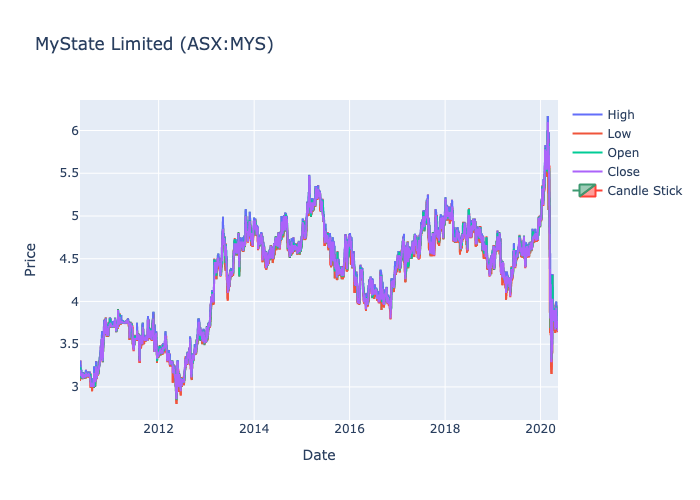 MyState Limited (ASX:MYS)
High
Low
Open
Close
Candle Stick
6
5.5
5
4.5
4
3.5
3
Price
2012
2014
2016
2018
2020
Date